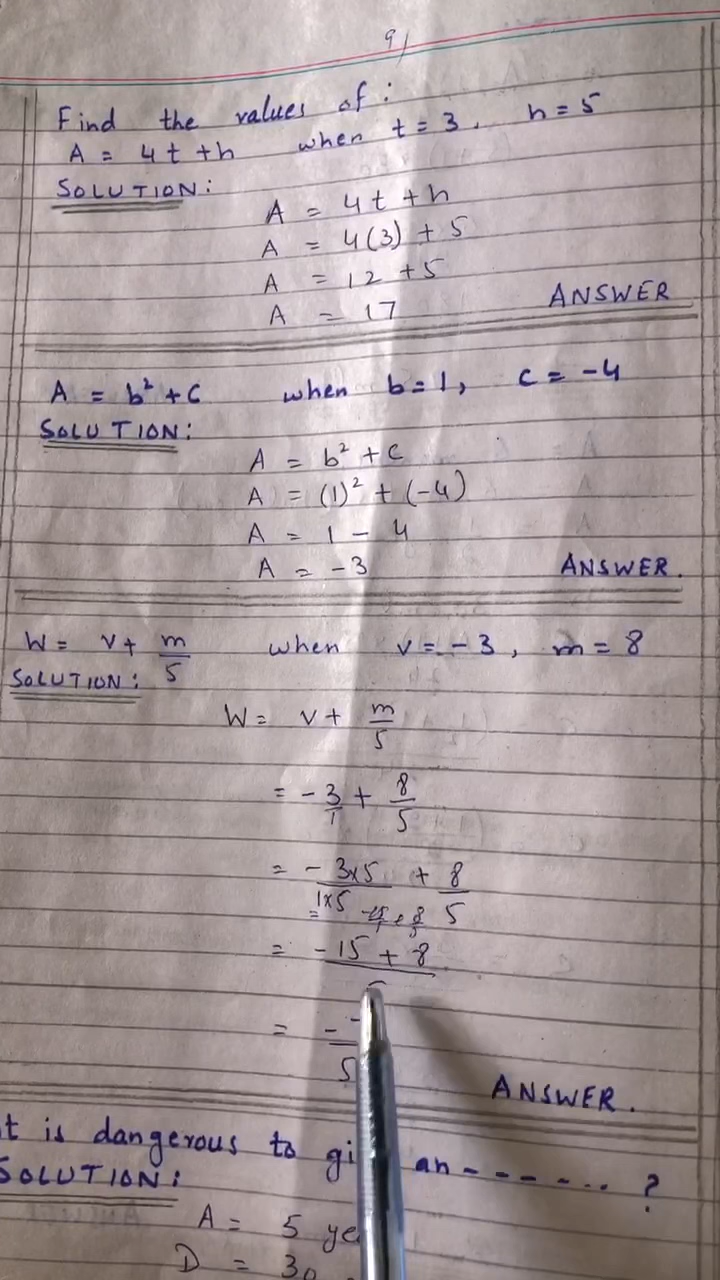 9)
Find the values of:
A = 4t + h when t = 3, h = 5
SOLUTION:
A = 4t + h
A = 4(3) + 5
A = 12 + 5
A = 17 ANSWER
A = b² + c when b = 1, c = -4
SOLUTION:
A = b² + c
A = (1)² + (-4)
A = 1 - 4
A = -3 ANSWER.
W = v + m/5 when v = -3, m = 8
SOLUTION:
W = v + m/5
= -3/1 + 8/5
= -3x5/1x5 + 8/5
= -15 + 8
= - /5
ANSWER.
t is dangerous to gi an - - - - - .. ?
SOLUTION:
A = 5 ye
D = 30